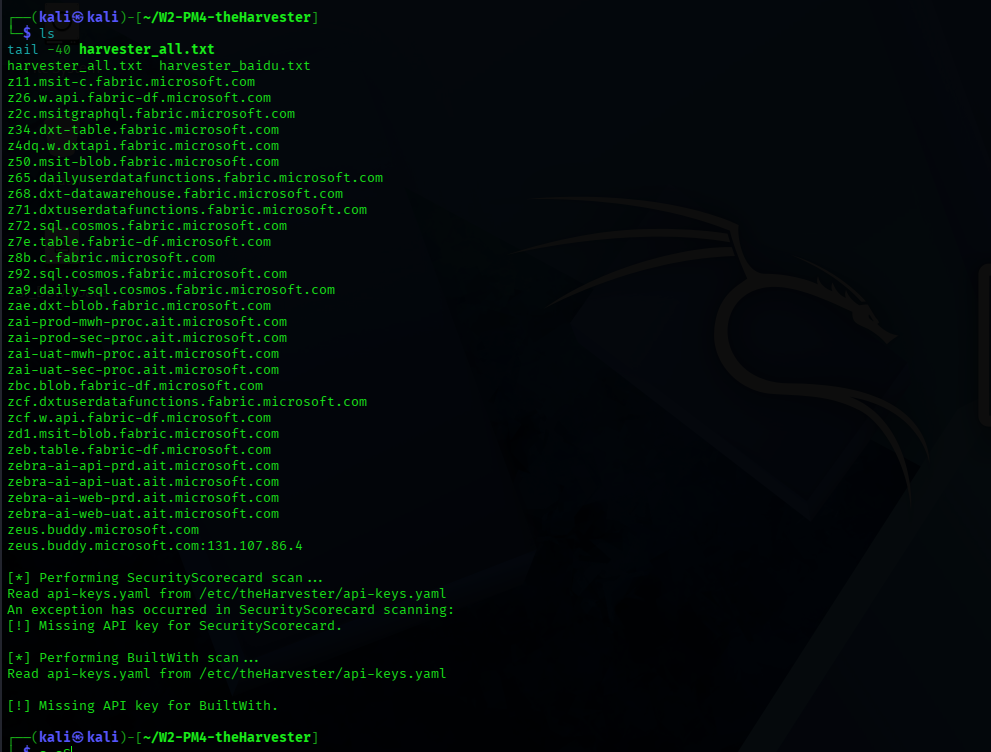 ┌──(kali㉿kali)-[~/W2-PM4-theHarvester]
└─$ ls
tail -40 harvester_all.txt
harvester_all.txt  harvester_baidu.txt
z11.msit-c.fabric.microsoft.com
z26.w.api.fabric-df.microsoft.com
z2c.msitgraphql.fabric.microsoft.com
z34.dxt-table.fabric.microsoft.com
z4dq.w.dxtapi.fabric.microsoft.com
z50.msit-blob.fabric.microsoft.com
z65.dailyuserdatafunctions.fabric.microsoft.com
z68.dxt-datawarehouse.fabric.microsoft.com
z71.dxtuserdatafunctions.fabric.microsoft.com
z72.sql.cosmos.fabric.microsoft.com
z7e.table.fabric-df.microsoft.com
z8b.c.fabric.microsoft.com
z92.sql.cosmos.fabric.microsoft.com
za9.daily-sql.cosmos.fabric.microsoft.com
zae.dxt-blob.fabric.microsoft.com
zai-prod-mwh-proc.ait.microsoft.com
zai-prod-sec-proc.ait.microsoft.com
zai-uat-mwh-proc.ait.microsoft.com
zai-uat-sec-proc.ait.microsoft.com
zbc.blob.fabric-df.microsoft.com
zcf.dxtuserdatafunctions.fabric.microsoft.com
zcf.w.api.fabric-df.microsoft.com
zd1.msit-blob.fabric.microsoft.com
zeb.table.fabric-df.microsoft.com
zebra-ai-api-prd.ait.microsoft.com
zebra-ai-api-uat.ait.microsoft.com
zebra-ai-web-prd.ait.microsoft.com
zebra-ai-web-uat.ait.microsoft.com
zeus.buddy.microsoft.com
zeus.buddy.microsoft.com:131.107.86.4
[*] Performing SecurityScorecard scan...
Read api-keys.yaml from /etc/theHarvester/api-keys.yaml
An exception has occurred in SecurityScorecard scanning:
[!] Missing API key for SecurityScorecard.
[*] Performing BuiltWith scan...
Read api-keys.yaml from /etc/theHarvester/api-keys.yaml
[!] Missing API key for BuiltWith.
┌──(kali㉿kali)-[~/W2-PM4-theHarvester]
└─$